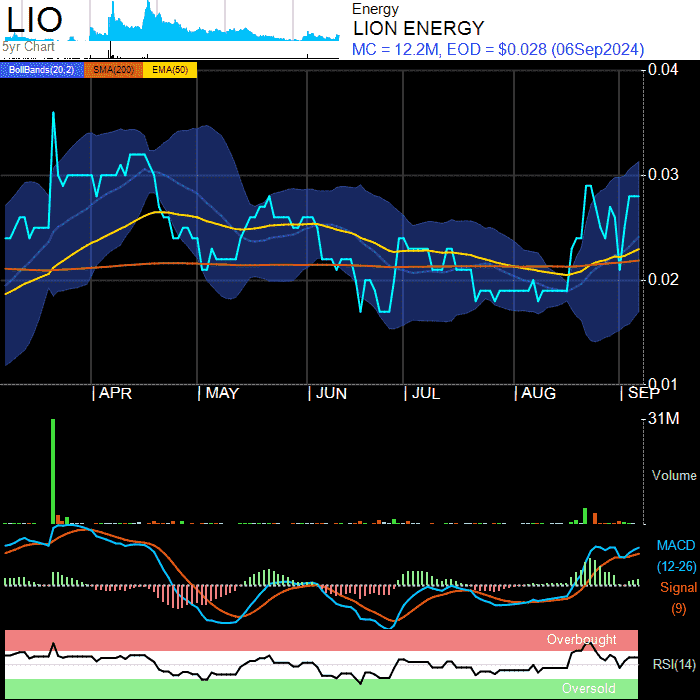 LIO
5yr Chart
Energy
LION ENERGY
MC = 12.2M, EOD = $0.028 (06Sep2024)
BollBands(20,2) SMA(200) EMA(50)
0.04
0.03
0.02
0.01
APR MAY JUN JUL AUG SEP
31M
Volume
MACD
(12-26)
Signal
(9)
Overbought
RSI(14)
Oversold